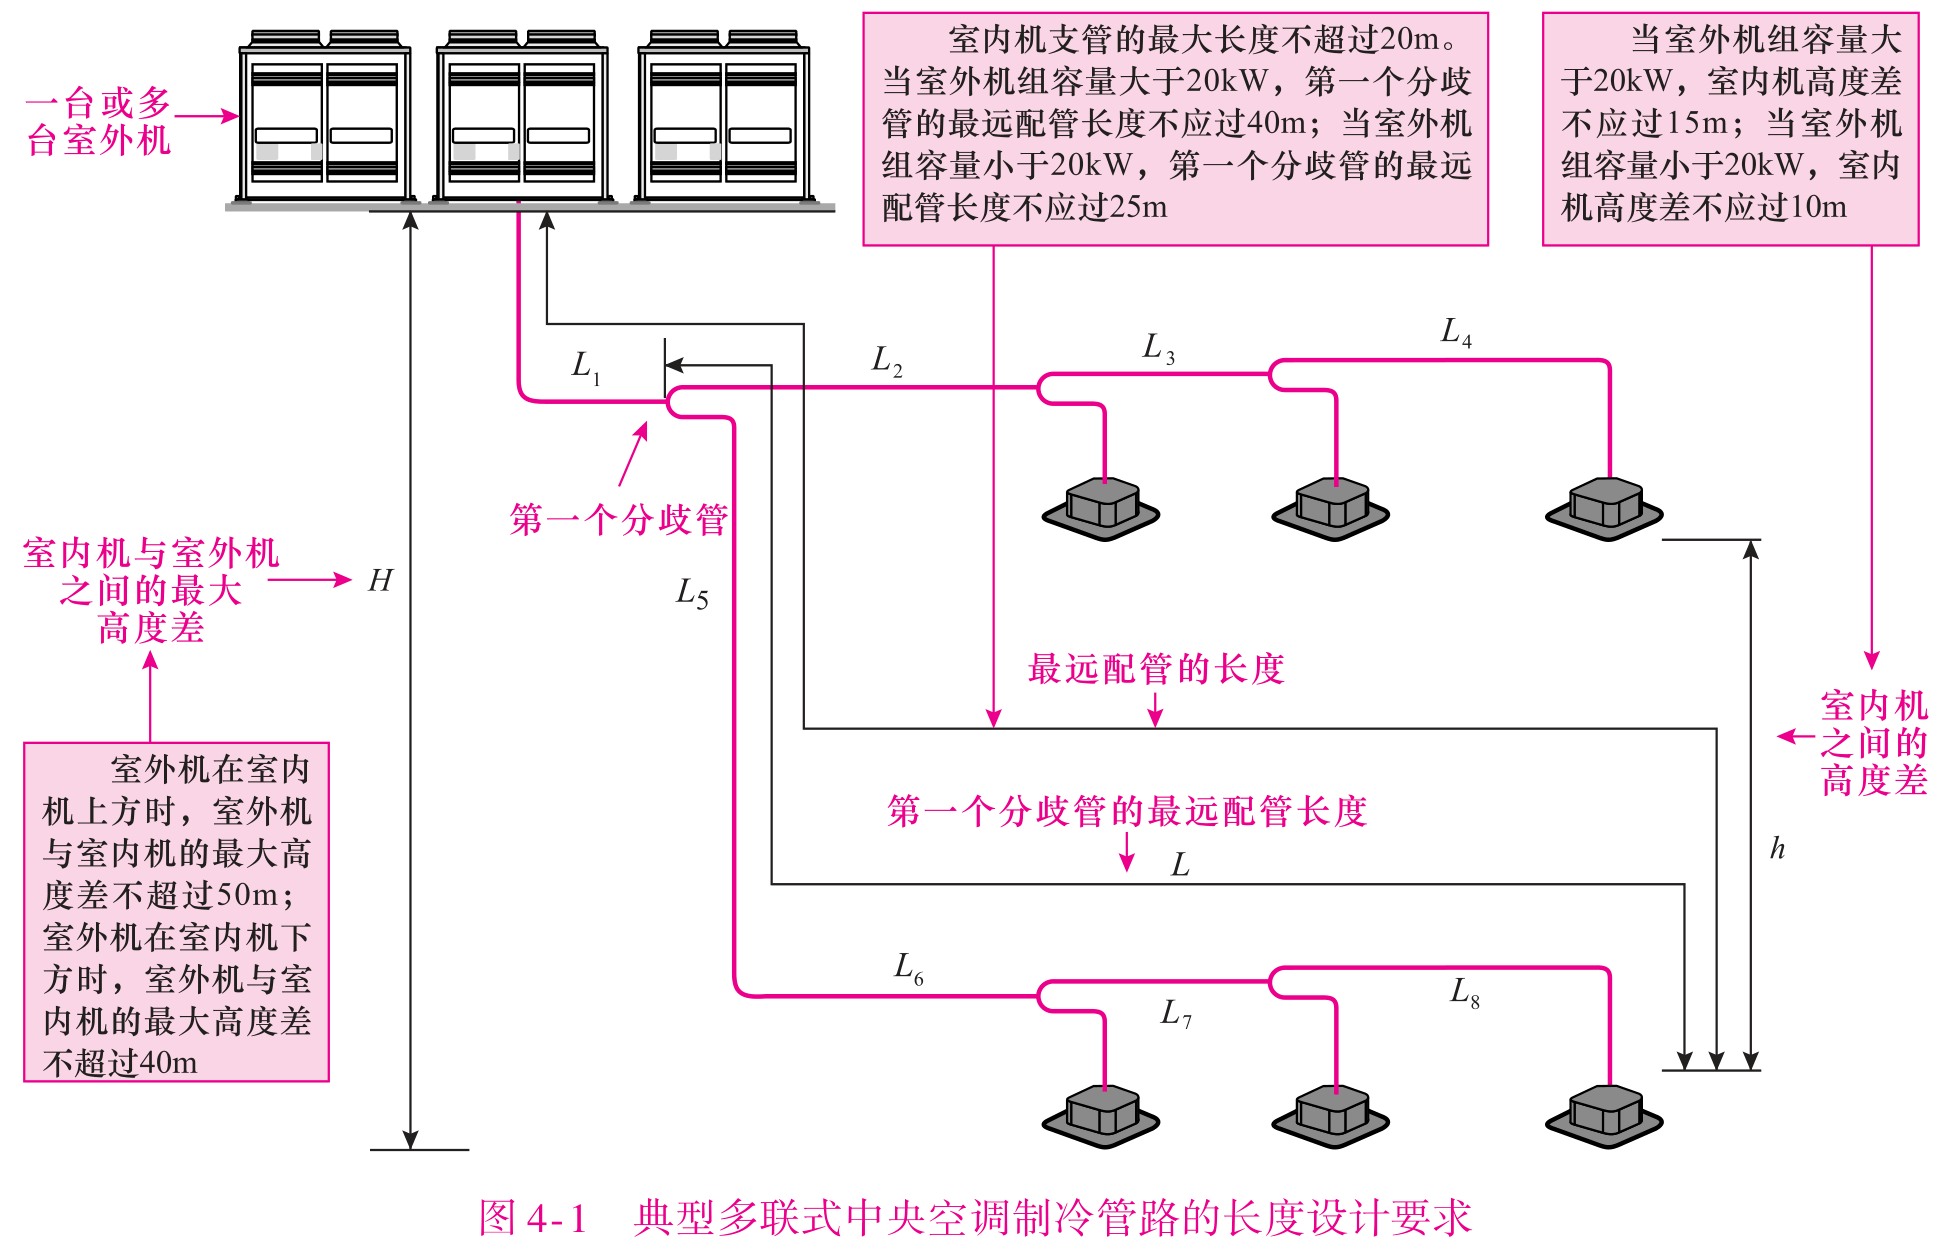 一台或多
台室外机
室内机支管的最大长度不超过20m。
当室外机组容量大于20kW，第一个分歧
管的最远配管长度不应过40m；当室外机
组容量小于20kW，第一个分歧管的最远
配管长度不应过25m
当室外机组容量大
于20kW，室内机高度差
不应过15m；当室外机
组容量小于20kW，室内
机高度差不应过10m
L1
L2
L3
L4
第一个分歧管
室内机与室外机
之间的最大
高度差
H
L5
最远配管的长度
室内机
之间的
高度差
室外机在室内
机上方时，室外机
与室内机的最大高
度差不超过50m；
室外机在室内机下
方时，室外机与室
内机的最大高度差
不超过40m
第一个分歧管的最远配管长度
L
h
L6
L7
L8
图 4-1 典型多联式中央空调制冷管路的长度设计要求